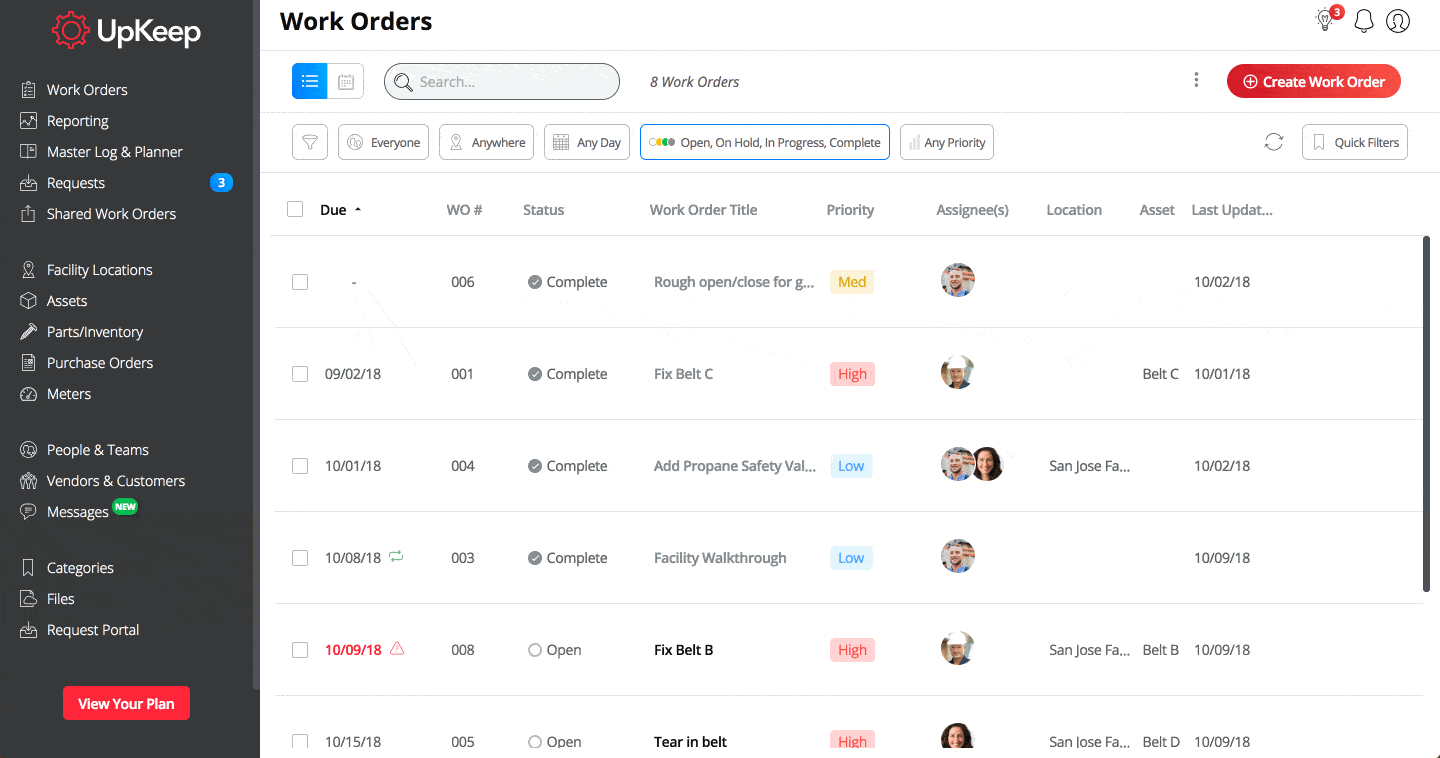 UpKeep
Work Orders
Reporting
Master Log & Planner
Requests 3
Shared Work Orders
Facility Locations
Assets
Parts/Inventory
Purchase Orders
Meters
People & Teams
Vendors & Customers
Messages NEW
Categories
Files
Request Portal
View Your Plan
Work Orders 3
Search... 8 Work Orders Create Work Order
Everyone Anywhere Any Day Open, On Hold, In Progress, Complete Any Priority Quick Filters
Due WO # Status Work Order Title Priority Assignee(s) Location Asset Last Updat...
- 006 Complete Rough open/close for g... Med 10/02/18
09/02/18 001 Complete Fix Belt C High Belt C 10/01/18
10/01/18 004 Complete Add Propane Safety Val... Low San Jose Fa... 10/02/18
10/08/18 003 Complete Facility Walkthrough Low 10/09/18
10/09/18 008 Open Fix Belt B High San Jose Fa... Belt B 10/09/18
10/15/18 005 Open Tear in belt High San Jose Fa... Belt D 10/09/18